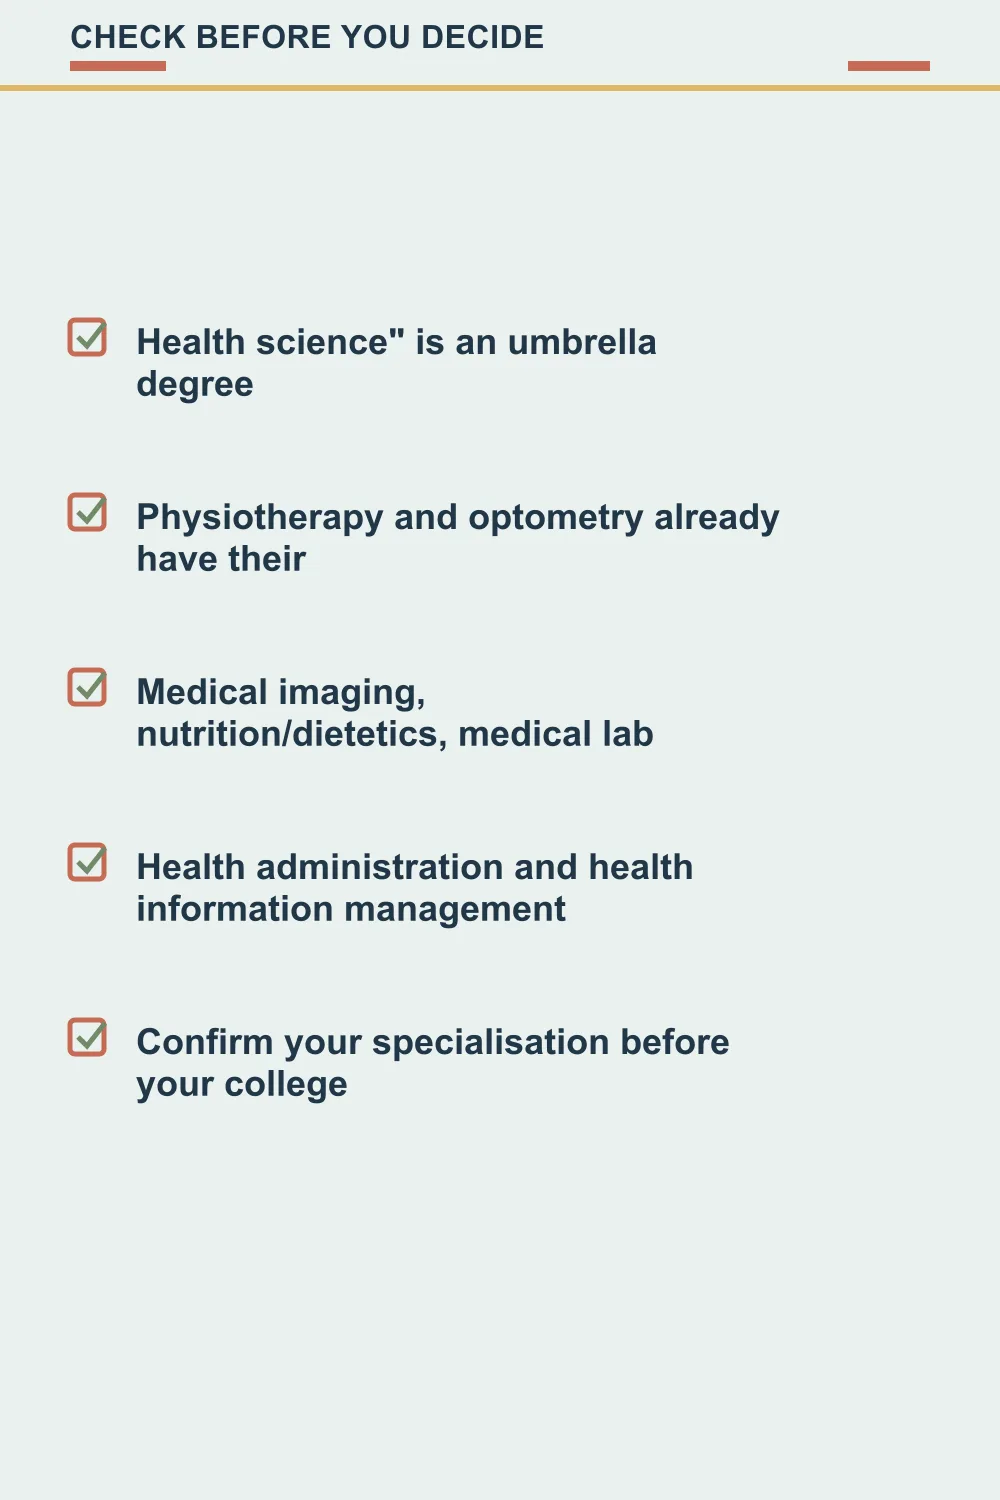 CHECK BEFORE YOU DECIDE
Health science" is an umbrella
degree
Physiotherapy and optometry already
have their
Medical imaging,
nutrition/dietetics, medical lab
Health administration and health
information management
Confirm your specialisation before
your college